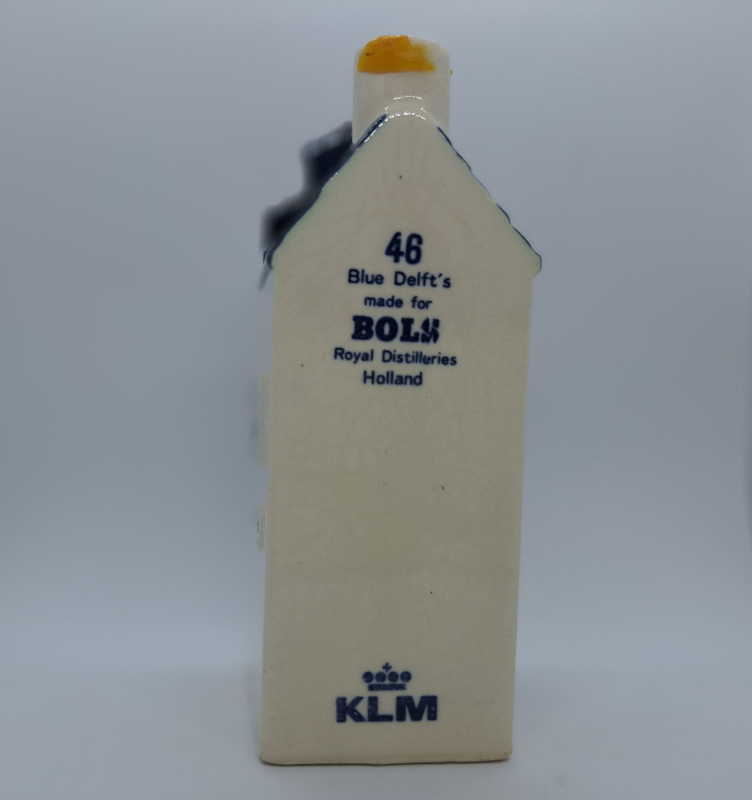 46
Blue Delft's
made for
BOLS
Royal Distilleries
Holland
KLM